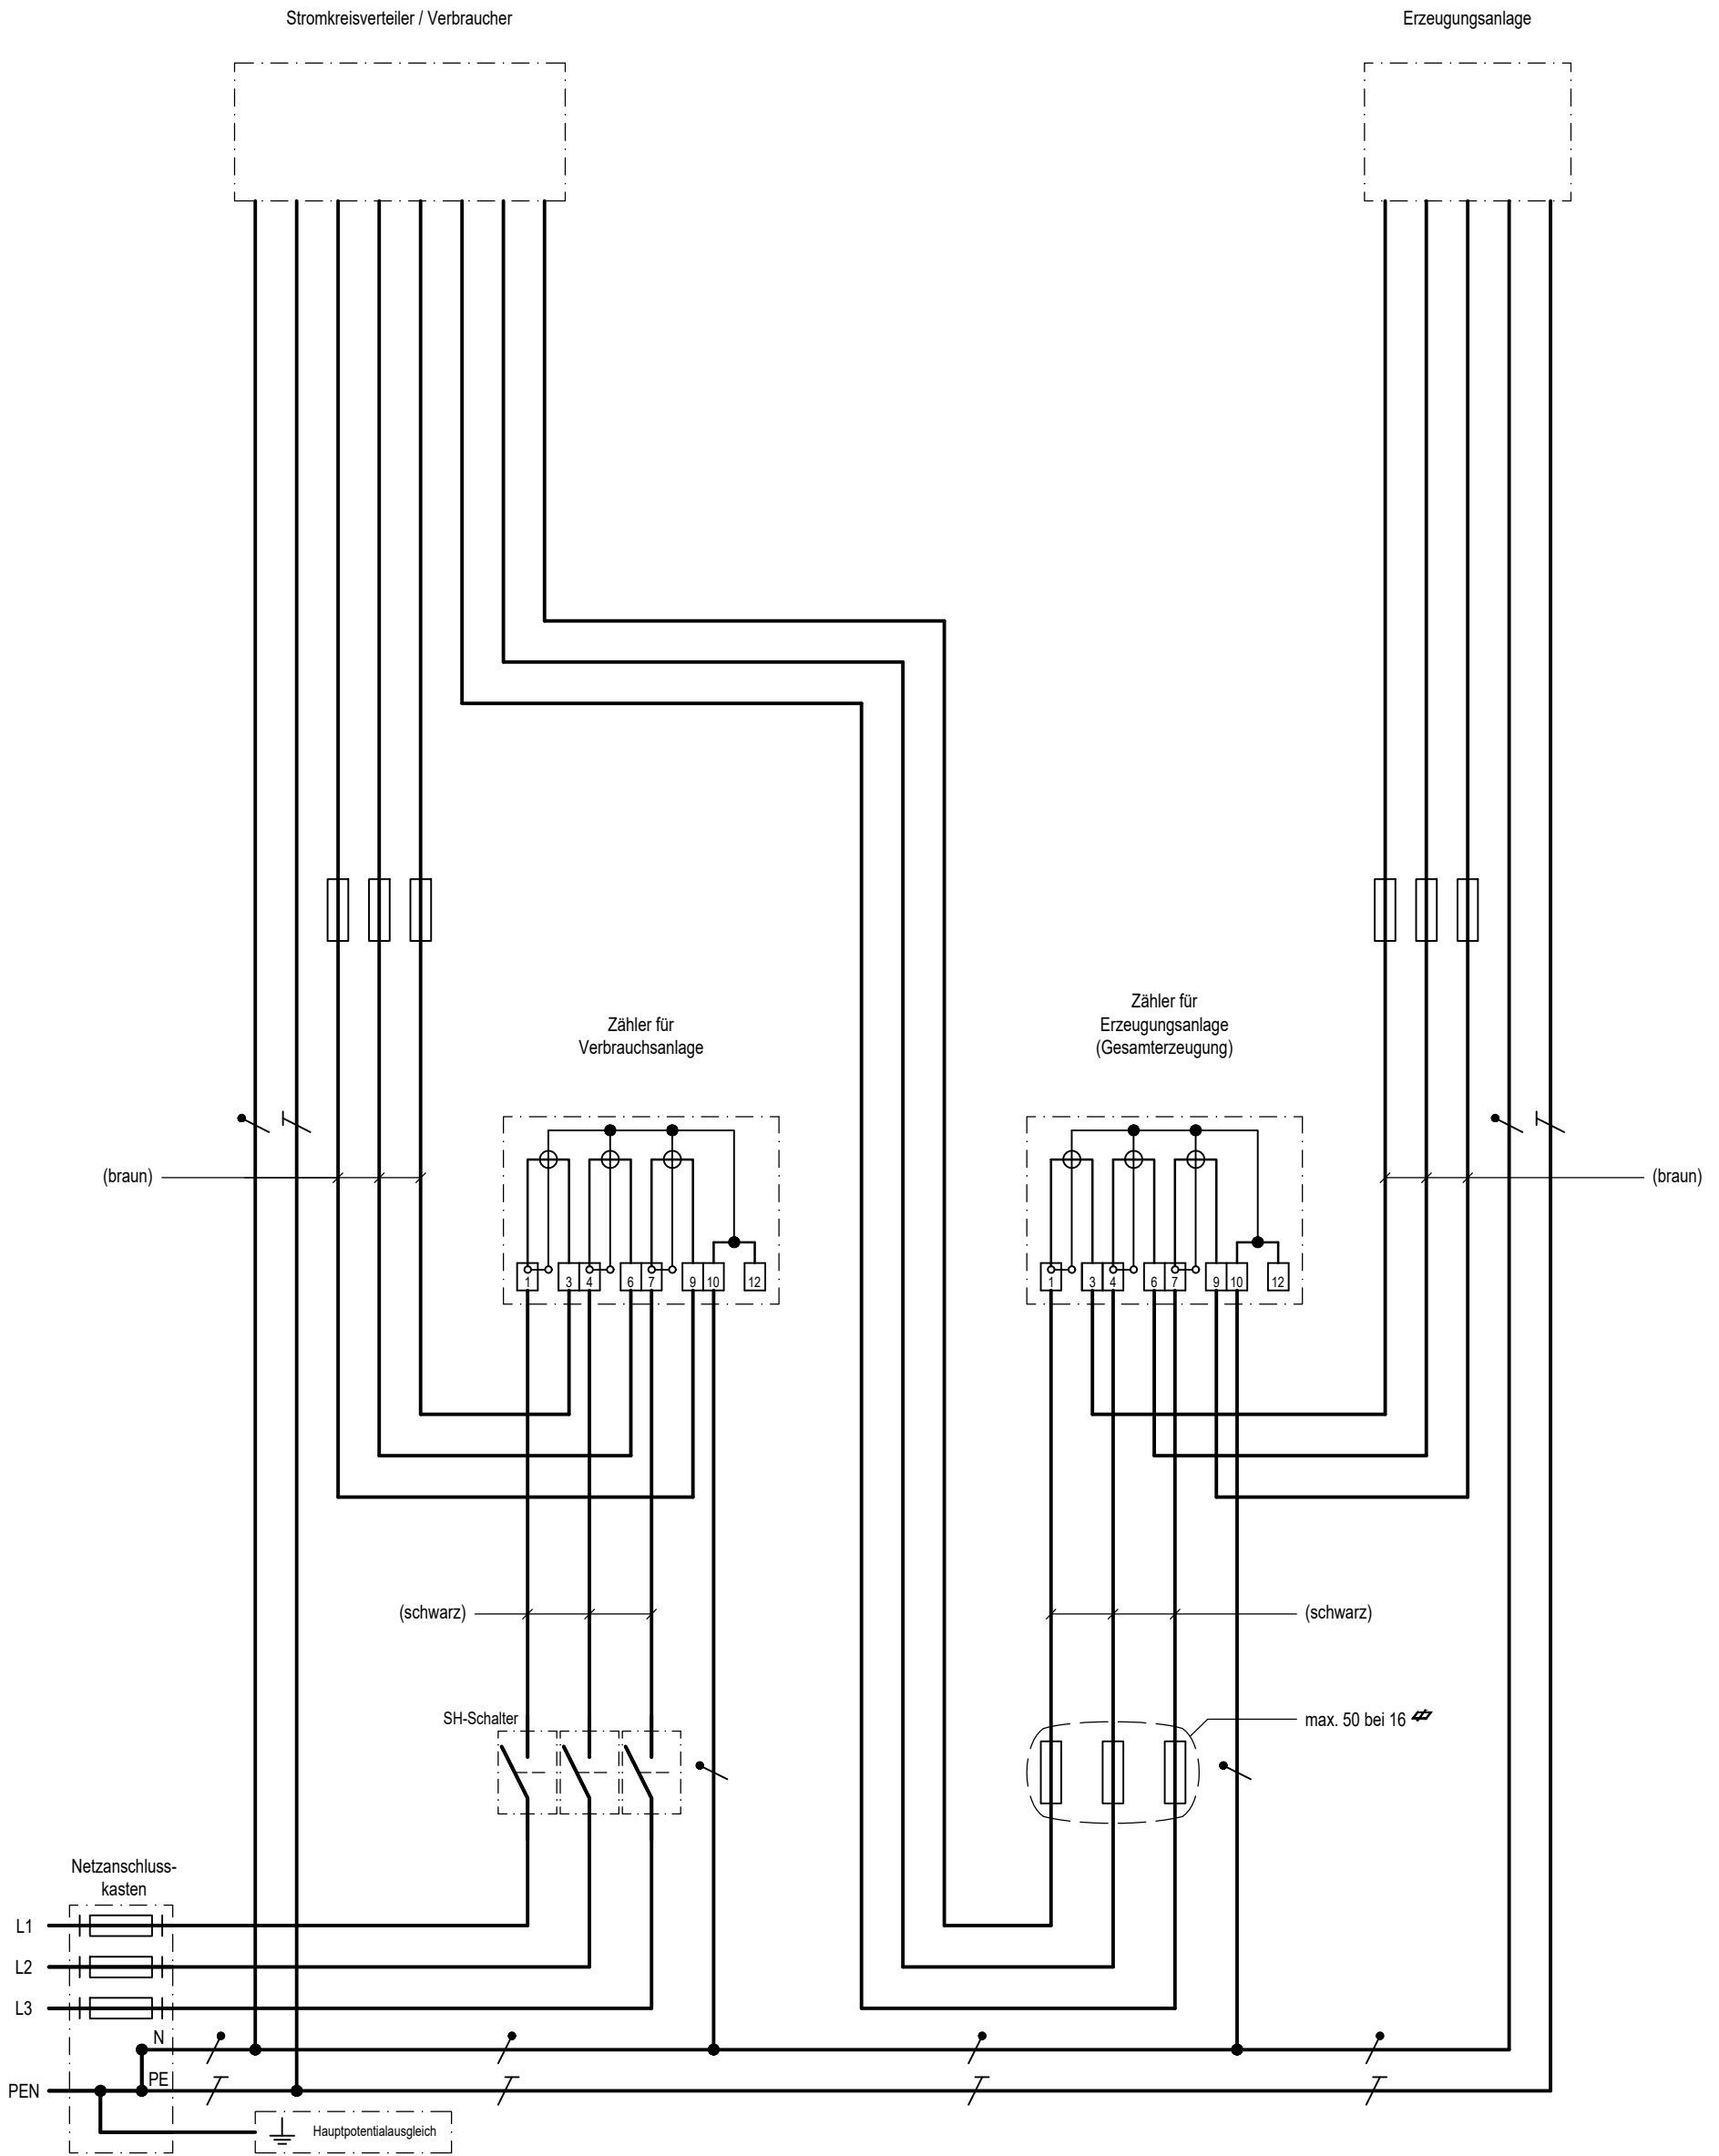 Stromkreisverteiler / Verbraucher
Erzeugungsanlage
Zähler für
Verbrauchsanlage
Zähler für
Erzeugungsanlage
(Gesamterzeugung)
(braun)
(braun)
1 3 4 6 7 9 10 12
1 3 4 6 7 9 10 12
(schwarz)
(schwarz)
SH-Schalter
max. 50 bei 16
Netzanschluss-
kasten
L1
L2
L3
N
PE
PEN
Hauptpotentialausgleich